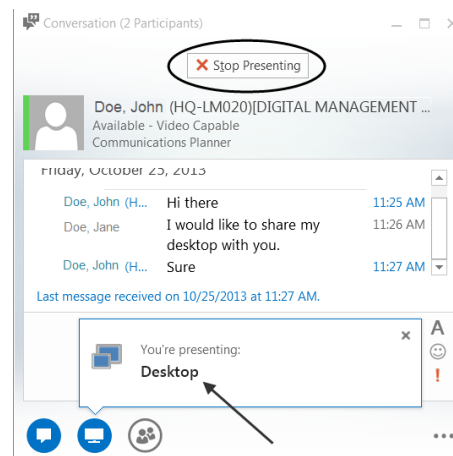 Conversation (2 Participants)
Stop Presenting
Doe, John (HQ-LM020)[DIGITAL MANAGEMENT ...
Available - Video Capable
Communications Planner
Friday, October 25, 2013
Doe, John (H... Hi there 11:25 AM
Doe, Jane I would like to share my 11:26 AM
desktop with you.
Doe, John (H... Sure 11:27 AM
Last message received on 10/25/2013 at 11:27 AM.
You're presenting:
Desktop
A
!